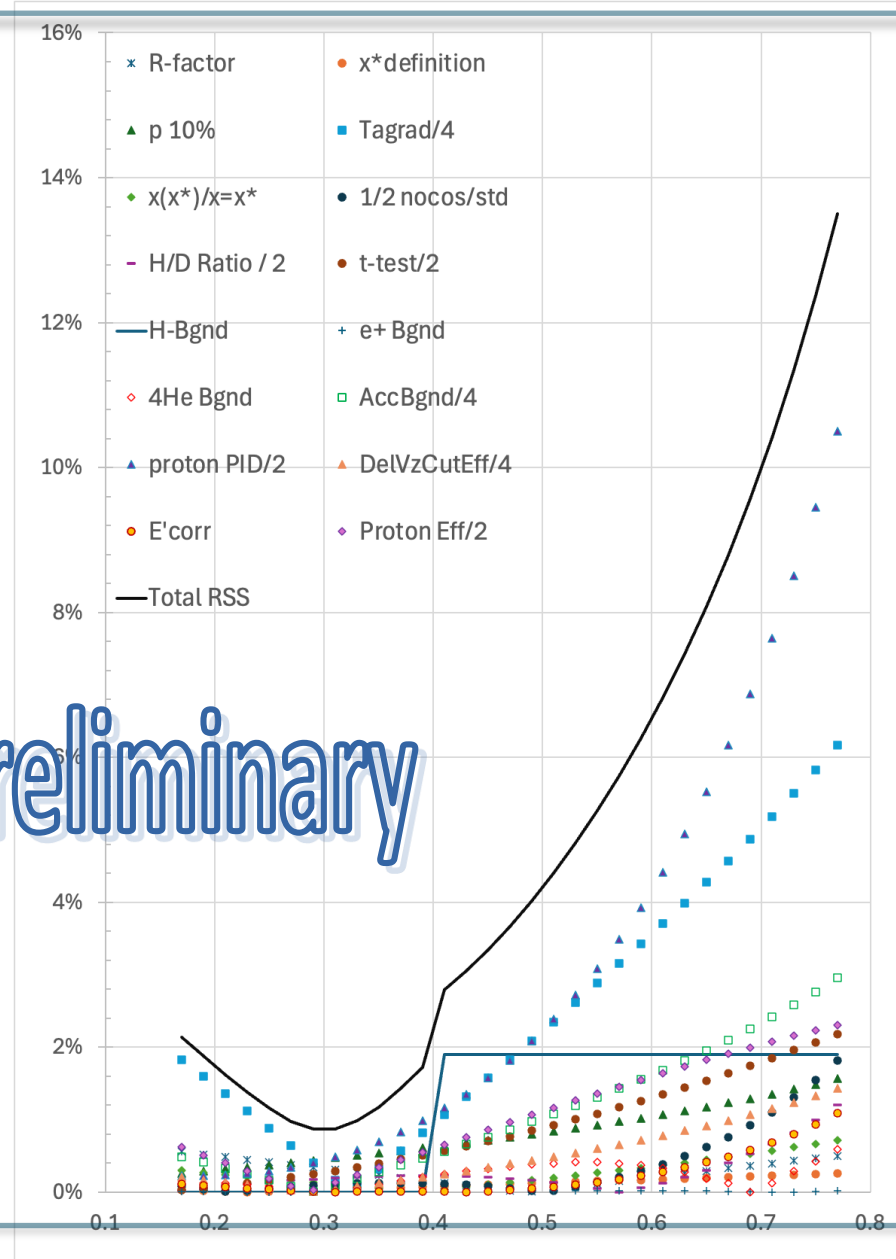 16%
R-factor x*definition
p 10% Tagrad/4
14%
x(x*)/x=x* 1/2 nocos/std
H/D Ratio / 2 t-test/2
12%
H-Bgnd e+ Bgnd
4He Bgnd AccBgnd/4
10%
proton PID/2 DelVzCutEff/4
E'corr Proton Eff/2
8%
Total RSS
6%
reliminary
4%
2%
0%
0.1 0.2 0.3 0.4 0.5 0.6 0.7 0.8